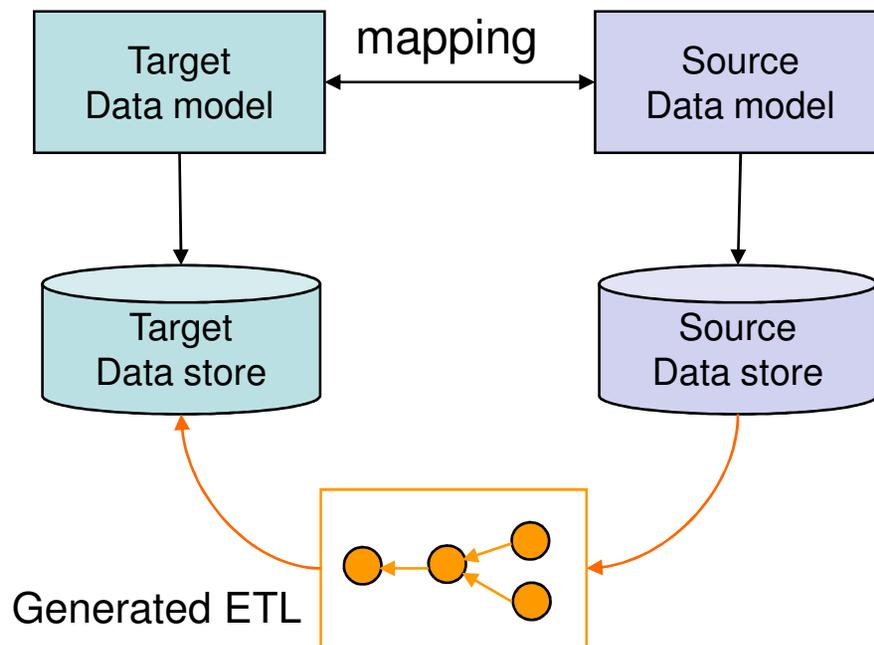 mapping
Target
Data model
Source
Data model
Target
Data store
Source
Data store
Generated ETL